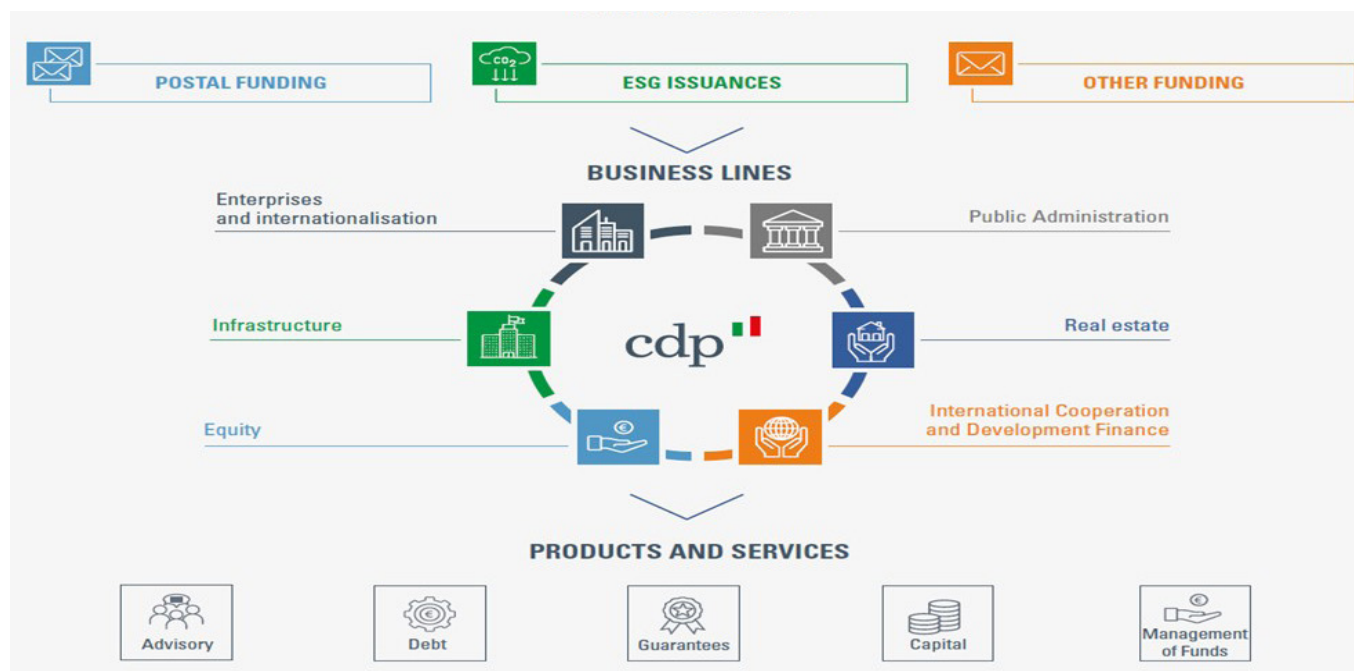 POSTAL FUNDING
CO2
ESG ISSUANCES
OTHER FUNDING
BUSINESS LINES
Enterprises
and internationalisation
Public Administration
Infrastructure
cdp
Real estate
Equity
€
International Cooperation
and Development Finance
PRODUCTS AND SERVICES
Advisory
€
Debt
Guarantees
Capital
€
Management
of Funds